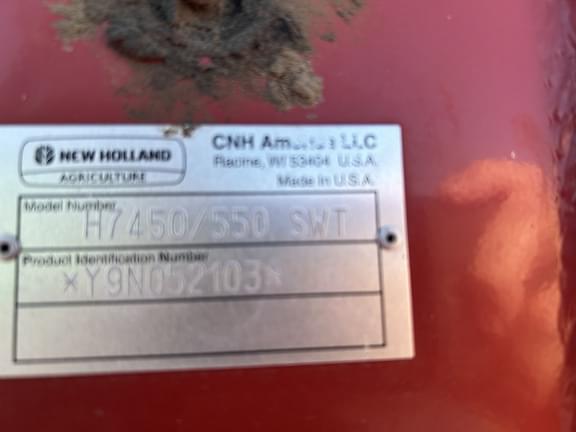 NEW HOLLAND
AGRICULTURE
CNH America LLC
Racine, WI 53404 U.S.A.
Made in U.S.A.
Model Number
H7450/550 SWT
Product Identification Number
*Y9N052103*